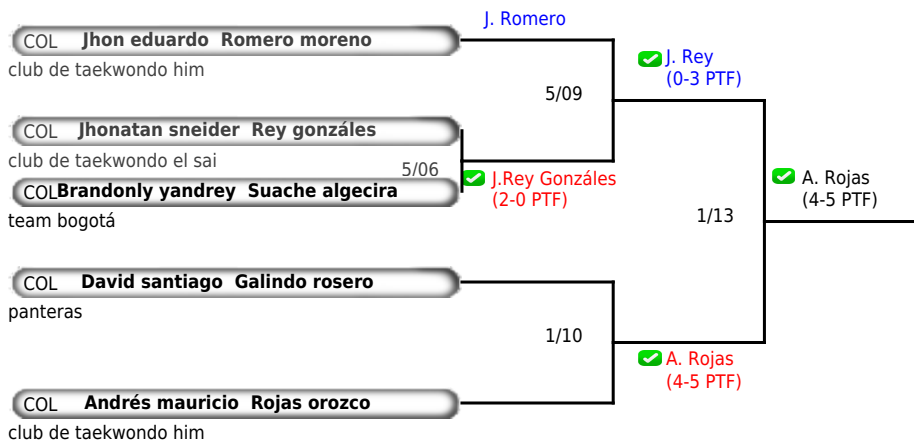 J. Romero
COL Jhon eduardo Romero moreno
club de taekwondo him
J. Rey
(0-3 PTF)
5/09
COL Jhonatan sneider Rey gonzáles
club de taekwondo el sai
5/06
J.Rey Gonzáles
(2-0 PTF)
COL Brandonly yandrey Suache algecira
team bogotá
A. Rojas
(4-5 PTF)
1/13
COL David santiago Galindo rosero
panteras
1/10
A. Rojas
(4-5 PTF)
COL Andrés mauricio Rojas orozco
club de taekwondo him